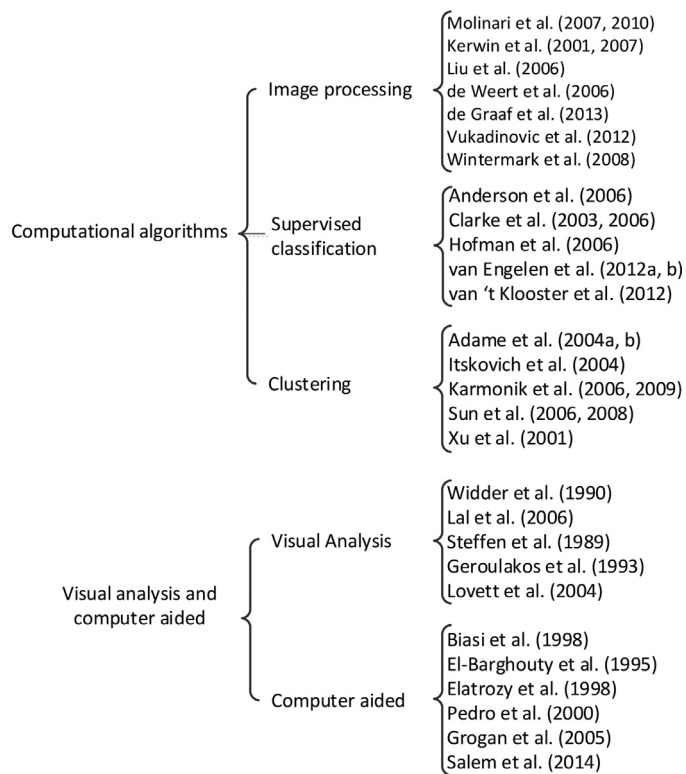 Computational algorithms
Image processing
Molinari et al. (2007, 2010)
Kerwin et al. (2001, 2007)
Liu et al. (2006)
de Weert et al. (2006)
de Graaf et al. (2013)
Vukadinovic et al. (2012)
Wintermark et al. (2008)
Supervised
classification
Anderson et al. (2006)
Clarke et al. (2003, 2006)
Hofman et al. (2006)
van Engelen et al. (2012a, b)
van ‘t Klooster et al. (2012)
Clustering
Adame et al. (2004a, b)
Itskovich et al. (2004)
Karmonik et al. (2006, 2009)
Sun et al. (2006, 2008)
Xu et al. (2001)
Visual analysis and
computer aided
Visual Analysis
Widder et al. (1990)
Lal et al. (2006)
Steffen et al. (1989)
Geroulakos et al. (1993)
Lovett et al. (2004)
Computer aided
Biasi et al. (1998)
El-Barghouty et al. (1995)
Elatrozy et al. (1998)
Pedro et al. (2000)
Grogan et al. (2005)
Salem et al. (2014)